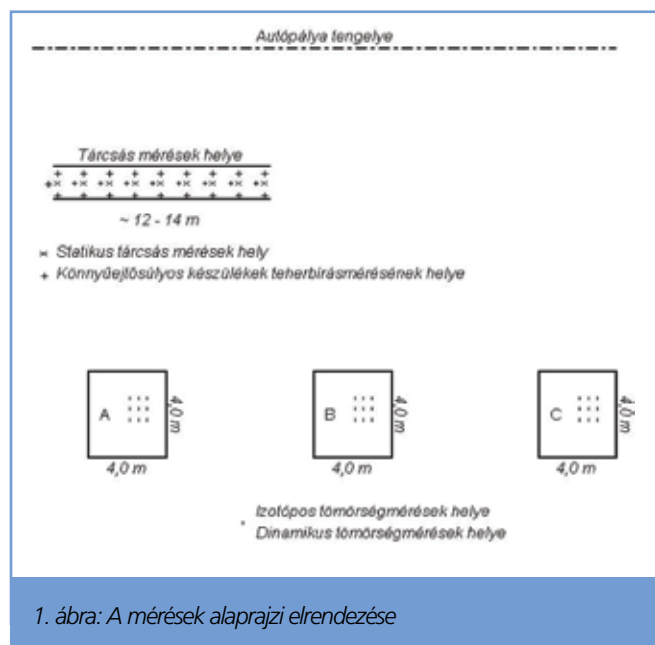 Autópálya tengelye
Tárcsás mérések helye
~ 12 - 14 m
Statikus tárcsás mérések hely
Könnyűejtősúlyos készülékek teherbírásmérésének helye
A
4,0 m
4,0 m
B
4,0 m
4,0 m
C
4,0 m
4,0 m
Izotópos tömörségmérések helye
Dinamikus tömörségmérések helye
1. ábra: A mérések alaprajzi elrendezése